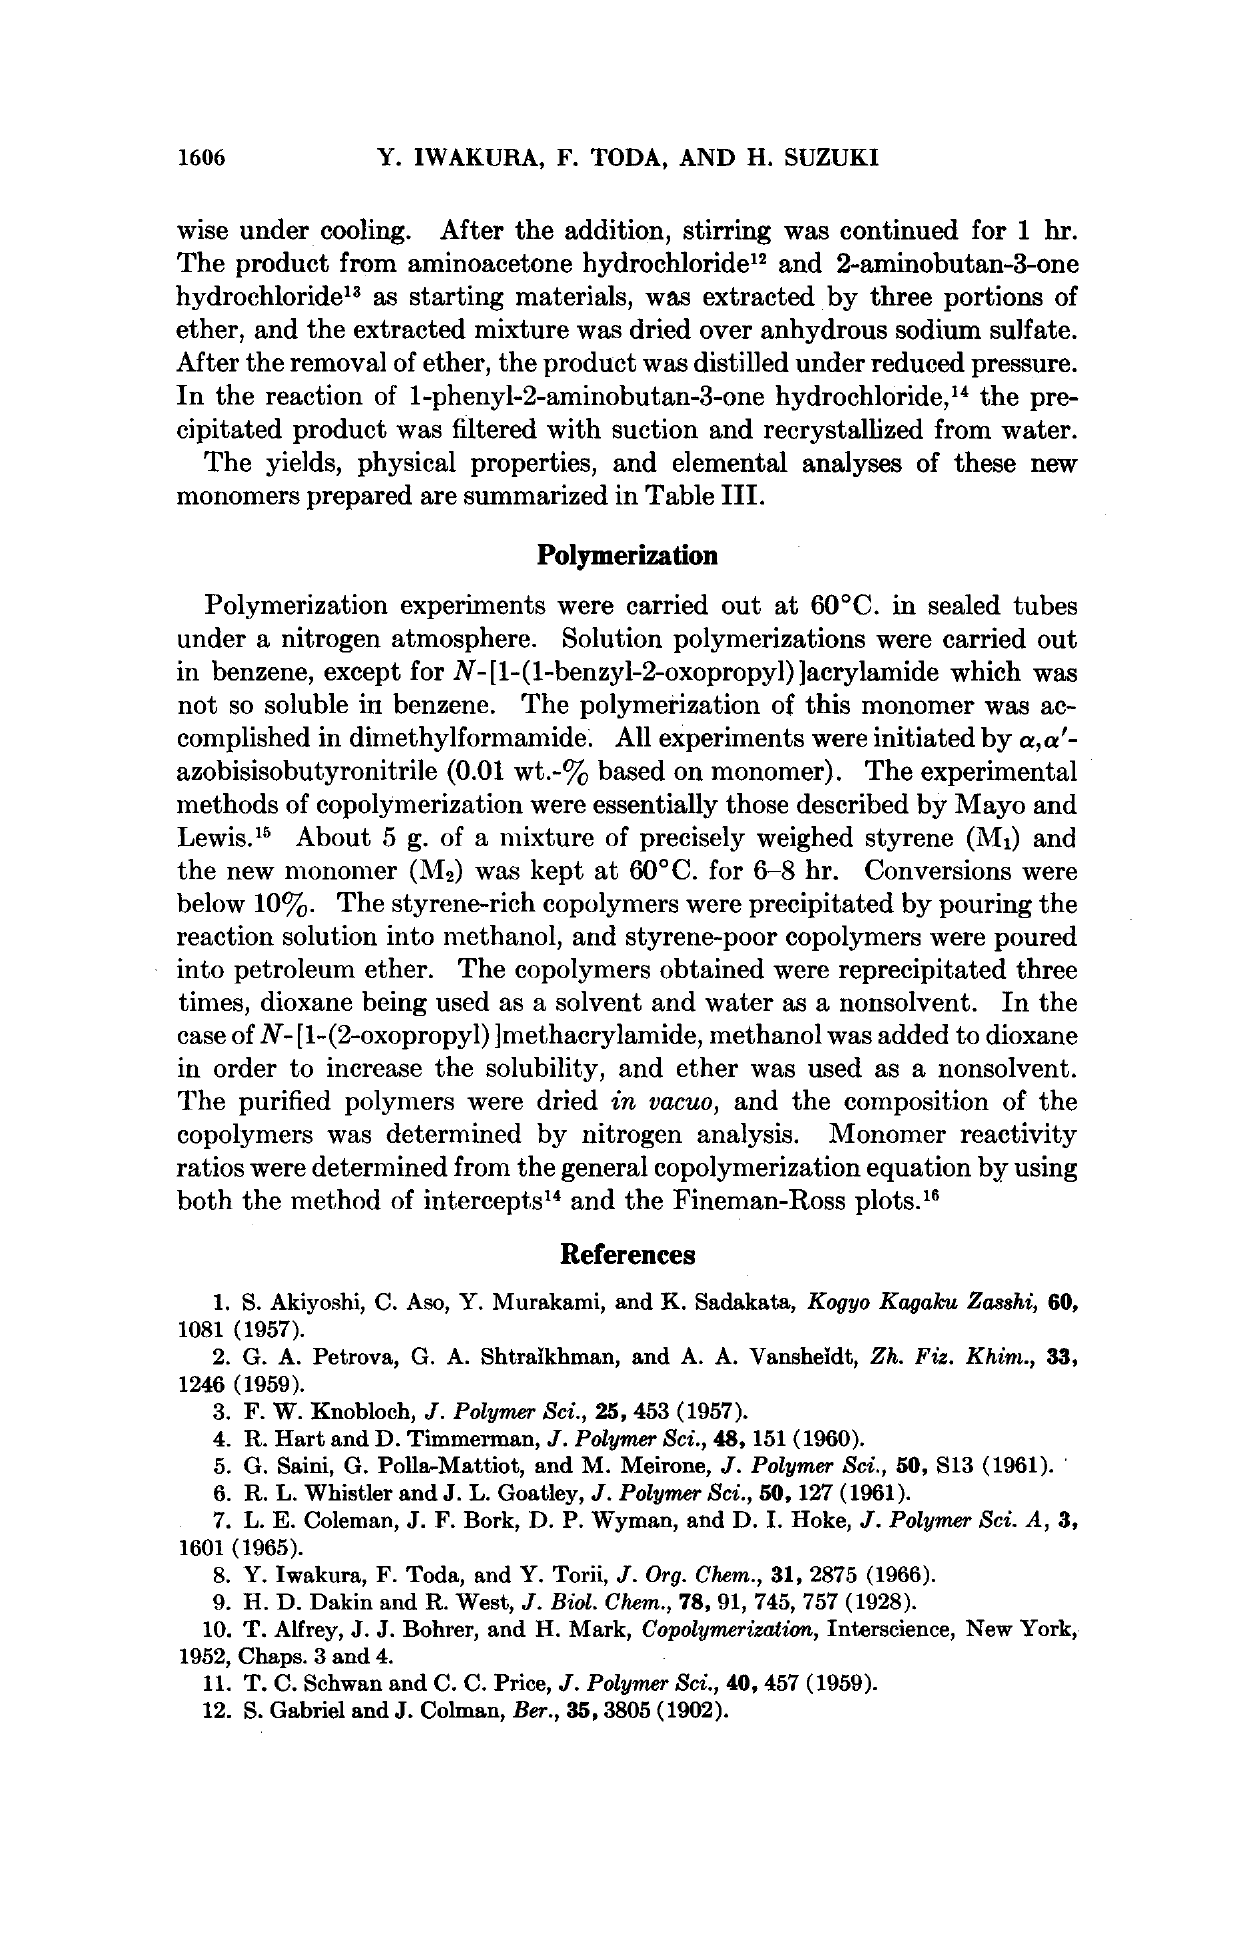 1606 Y. IWAKURA, F. TODA, AND H. SUZUKI
wise under cooling. After the addition, stirring was continued for 1 hr.
The product from aminoacetone hydrochloride¹² and 2-aminobutan-3-one
hydrochloride¹³ as starting materials, was extracted by three portions of
ether, and the extracted mixture was dried over anhydrous sodium sulfate.
After the removal of ether, the product was distilled under reduced pressure.
In the reaction of 1-phenyl-2-aminobutan-3-one hydrochloride,¹⁴ the pre-
cipitated product was filtered with suction and recrystallized from water.
The yields, physical properties, and elemental analyses of these new
monomers prepared are summarized in Table III.
Polymerization
Polymerization experiments were carried out at 60°C. in sealed tubes
under a nitrogen atmosphere. Solution polymerizations were carried out
in benzene, except for N-[1-(1-benzyl-2-oxopropyl)]acrylamide which was
not so soluble in benzene. The polymerization of this monomer was ac-
complished in dimethylformamide. All experiments were initiated by α,α′-
azobisisobutyronitrile (0.01 wt.-% based on monomer). The experimental
methods of copolymerization were essentially those described by Mayo and
Lewis.¹⁵ About 5 g. of a mixture of precisely weighed styrene (M₁) and
the new monomer (M₂) was kept at 60°C. for 6–8 hr. Conversions were
below 10%. The styrene-rich copolymers were precipitated by pouring the
reaction solution into methanol, and styrene-poor copolymers were poured
into petroleum ether. The copolymers obtained were reprecipitated three
times, dioxane being used as a solvent and water as a nonsolvent. In the
case of N-[1-(2-oxopropyl)]methacrylamide, methanol was added to dioxane
in order to increase the solubility, and ether was used as a nonsolvent.
The purified polymers were dried in vacuo, and the composition of the
copolymers was determined by nitrogen analysis. Monomer reactivity
ratios were determined from the general copolymerization equation by using
both the method of intercepts¹⁴ and the Fineman-Ross plots.¹⁶
References
1. S. Akiyoshi, C. Aso, Y. Murakami, and K. Sadakata, Kogyo Kagaku Zasshi, 60,
1081 (1957).
2. G. A. Petrova, G. A. Shtraĭkhman, and A. A. Vansheĭdt, Zh. Fiz. Khim., 33,
1246 (1959).
3. F. W. Knobloch, J. Polymer Sci., 25, 453 (1957).
4. R. Hart and D. Timmerman, J. Polymer Sci., 48, 151 (1960).
5. G. Saini, G. Polla-Mattiot, and M. Meirone, J. Polymer Sci., 50, S13 (1961).
6. R. L. Whistler and J. L. Goatley, J. Polymer Sci., 50, 127 (1961).
7. L. E. Coleman, J. F. Bork, D. P. Wyman, and D. I. Hoke, J. Polymer Sci. A, 3,
1601 (1965).
8. Y. Iwakura, F. Toda, and Y. Torii, J. Org. Chem., 31, 2875 (1966).
9. H. D. Dakin and R. West, J. Biol. Chem., 78, 91, 745, 757 (1928).
10. T. Alfrey, J. J. Bohrer, and H. Mark, Copolymerization, Interscience, New York,
1952, Chaps. 3 and 4.
11. T. C. Schwan and C. C. Price, J. Polymer Sci., 40, 457 (1959).
12. S. Gabriel and J. Colman, Ber., 35, 3805 (1902).